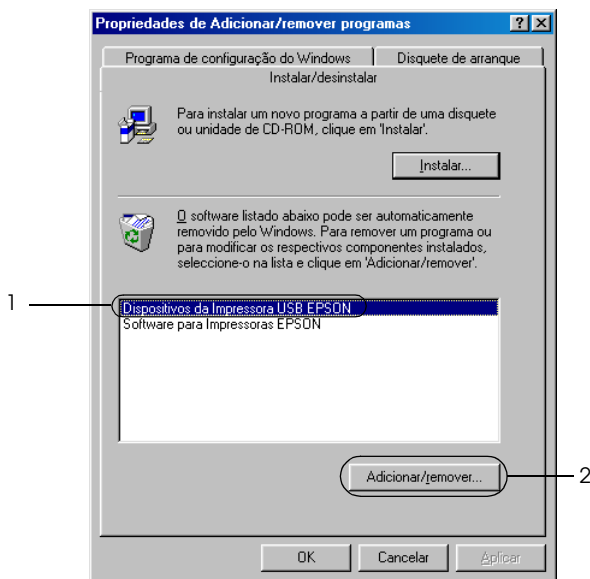 Propriedades de Adicionar/remover programas
Programa de configuração do Windows
Disquete de arranque
Instalar/desinstalar
Para instalar um novo programa a partir de uma disquete
ou unidade de CD-ROM, clique em 'Instalar'.
Instalar...
O software listado abaixo pode ser automaticamente
removido pelo Windows. Para remover um programa ou
para modificar os respectivos componentes instalados,
seleccione-o na lista e clique em 'Adicionar/remover'.
1
Dispositivos da Impressora USB EPSON
Software para Impressoras EPSON
Adicionar/remover...
2
OK
Cancelar
Aplicar